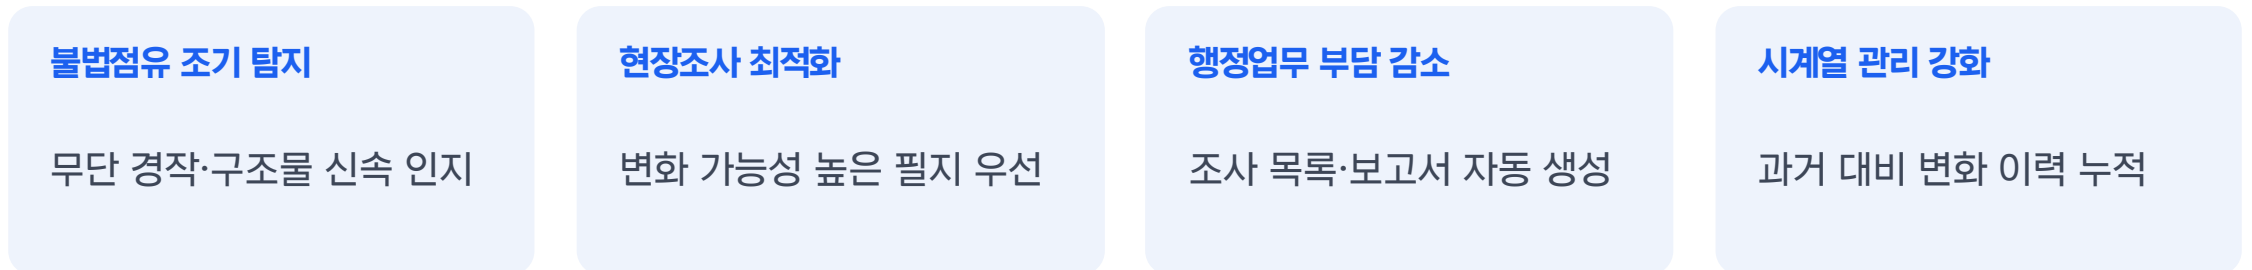 불법점유 조기 탐지
무단 경작·구조물 신속 인지
현장조사 최적화
변화 가능성 높은 필지 우선
행정업무 부담 감소
조사 목록·보고서 자동 생성
시계열 관리 강화
과거 대비 변화 이력 누적